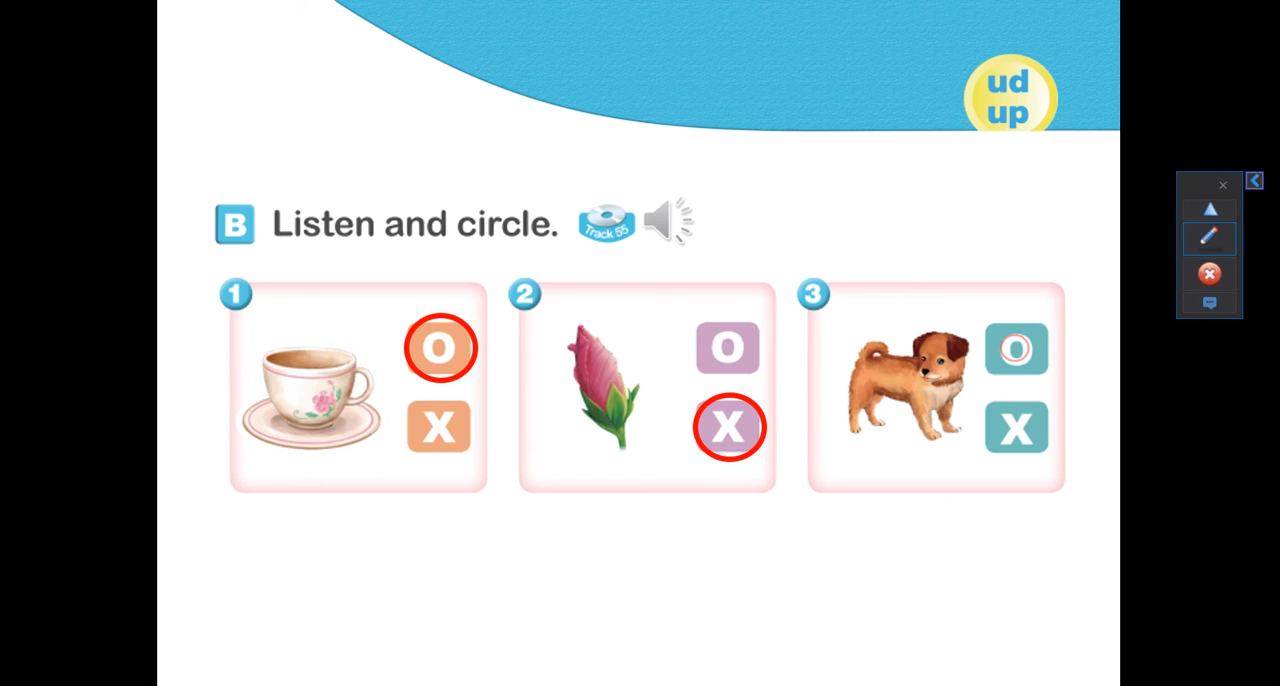 ud
up
B Listen and circle. Track 55
1 2 3
O O O
X X X